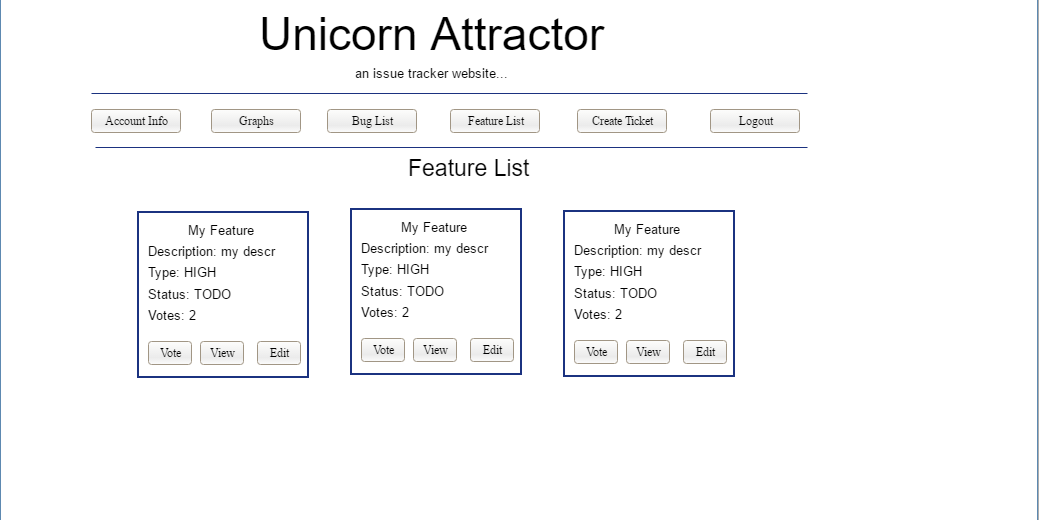 Unicorn Attractor
an issue tracker website...
Account Info Graphs Bug List Feature List Create Ticket Logout
Feature List
My Feature
Description: my descr
Type: HIGH
Status: TODO
Votes: 2
Vote View Edit
My Feature
Description: my descr
Type: HIGH
Status: TODO
Votes: 2
Vote View Edit
My Feature
Description: my descr
Type: HIGH
Status: TODO
Votes: 2
Vote View Edit